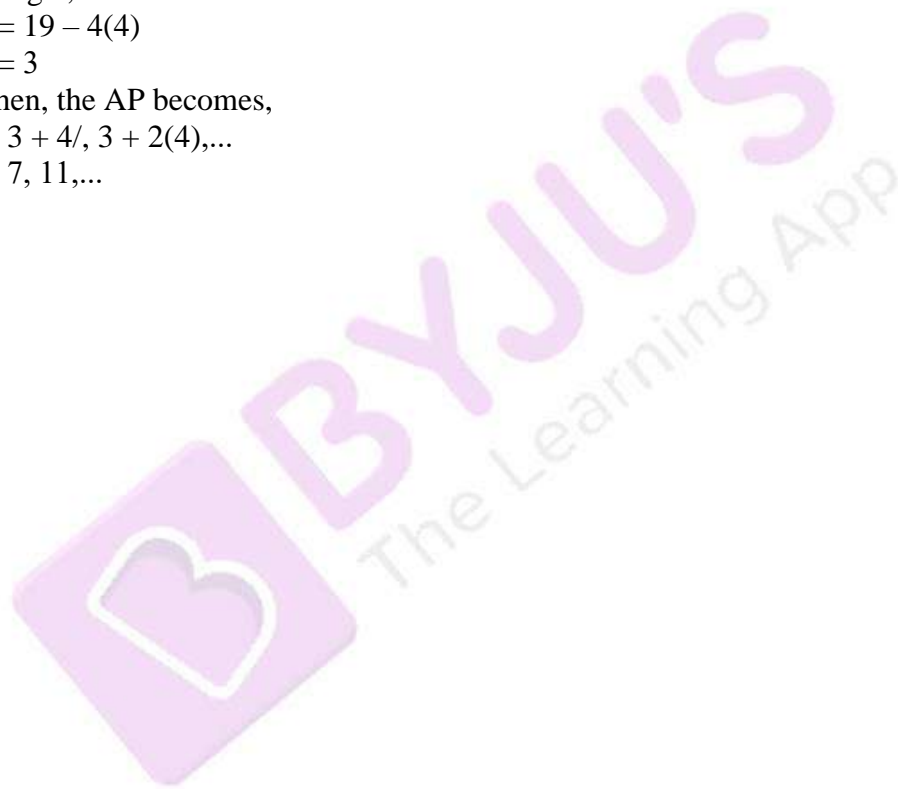 = 19 – 4(4)
= 3
hen, the AP becomes,
3 + 4/, 3 + 2(4),...
7, 11,...
BYJU'S
The Learning App
B